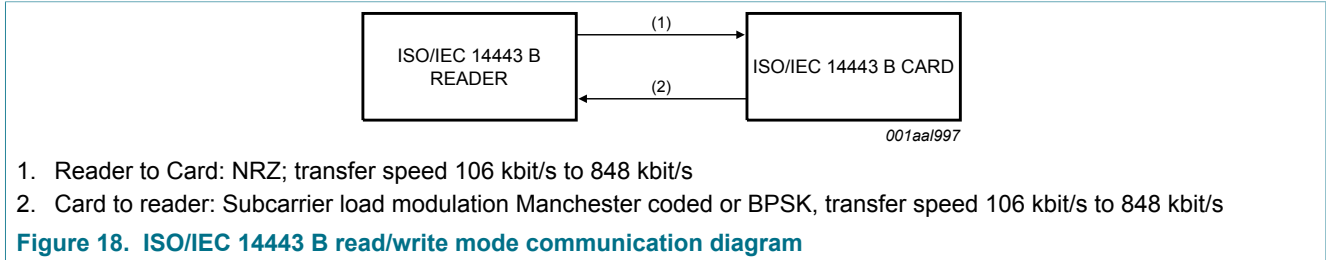 (1)
ISO/IEC 14443 B
READER
ISO/IEC 14443 B CARD
(2)
001aal997
1. Reader to Card: NRZ; transfer speed 106 kbit/s to 848 kbit/s
2. Card to reader: Subcarrier load modulation Manchester coded or BPSK, transfer speed 106 kbit/s to 848 kbit/s
Figure 18. ISO/IEC 14443 B read/write mode communication diagram